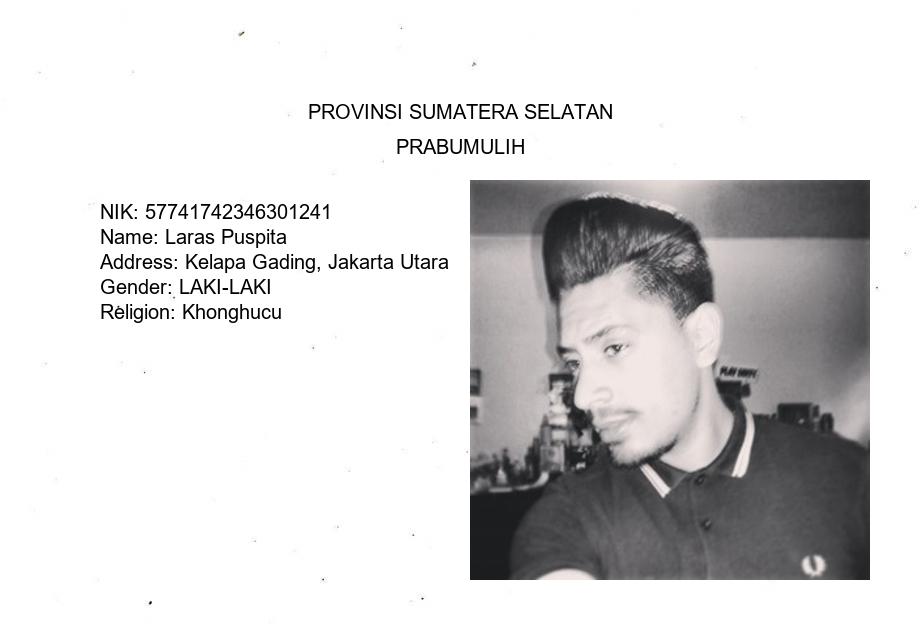 PROVINSI SUMATERA SELATAN
PRABUMULIH
NIK: 57741742346301241
Name: Laras Puspita
Address: Kelapa Gading, Jakarta Utara
Gender: LAKI-LAKI
Religion: Khonghucu